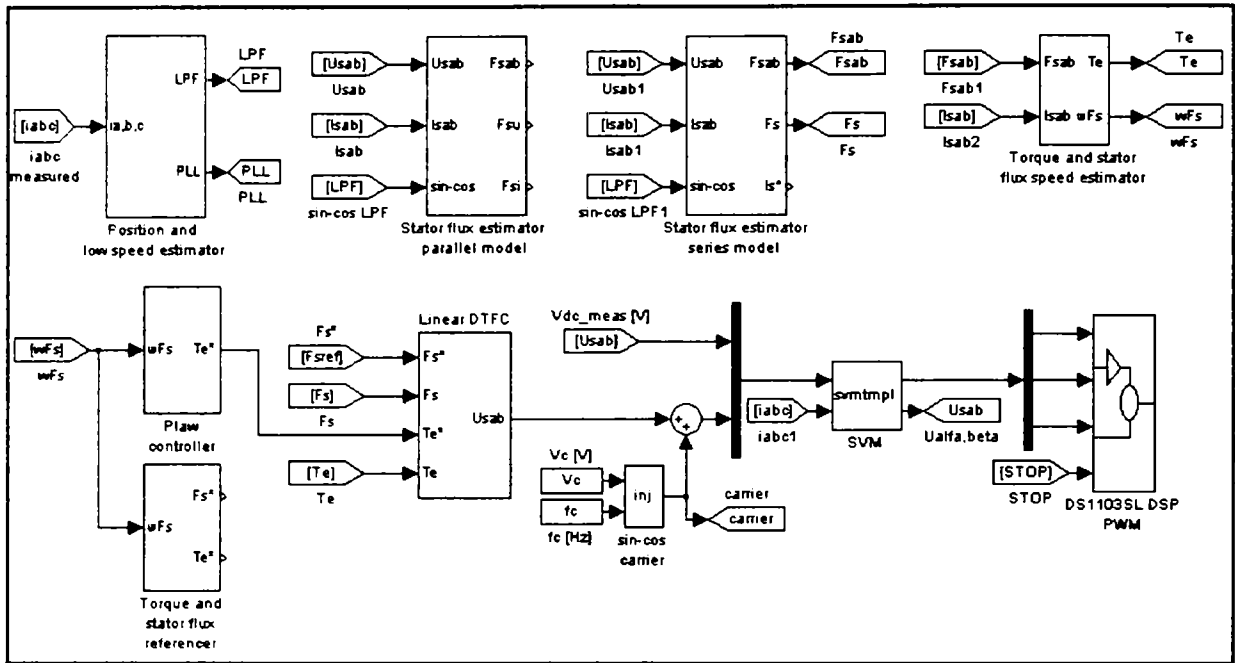 LPF
LPF
LPF
[iabc]
ia,b,c
iabc
measured
PLL
PLL
PLL
Position and
low speed estimator
[Usab]
Usab
Usab
Fsab
[Isab]
Isab
Isab
Fsu
[LPF]
sin-cos
Fsi
sin-cos LPF
Stator flux estimator
parallel model
[Usab]
Usab
Usab1
Fsab
Fsab
Fsab
[Isab]
Isab
Isab1
Fs
Fs
Fs
[LPF]
sin-cos
Is*
sin-cos LPF1
Stator flux estimator
series model
[Fsab]
Fsab
Fsab1
Te
Te
Te
[Isab]
Isab
wFs
wFs
wFs
Isab2
Torque and stator
flux speed estimator
[wFs]
wFs
wFs
Te*
PIaw
controller
wFs
Fs*
Te*
Torque and
stator flux
referencer
Linear DTFC
Fs*
[Fsref]
Fs*
[Fs]
Fs
Fs
Te*
Usab
[Te]
Te
Te
Vdc_meas [V]
[Usab]
Vc [V]
Vc
fc
fc [Hz]
inj
sin-cos
carrier
carrier
carrier
[iabc]
iabc1
svmtmpl
SVM
Usab
Ualfa,beta
[STOP]
STOP
DS1103SL DSP
PWM